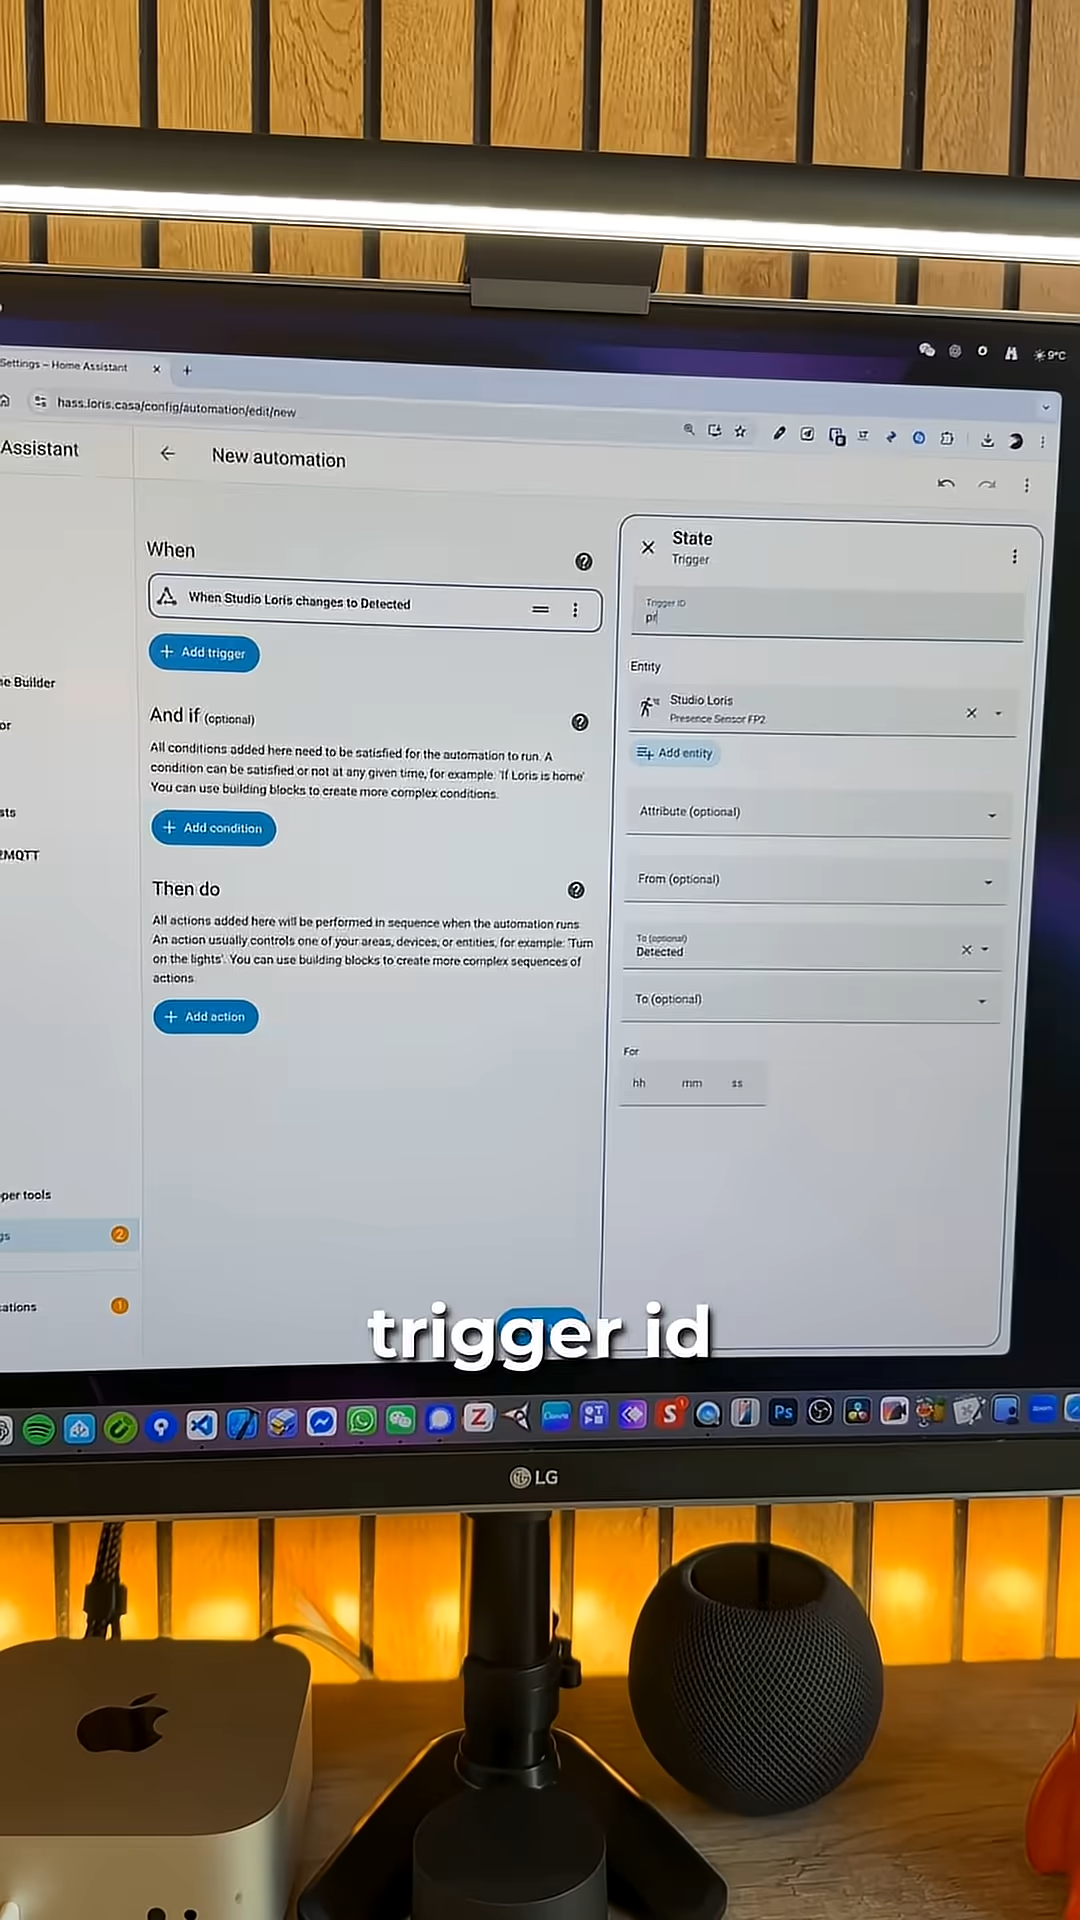 Settings – Home Assistant
hass.loris.casa/config/automation/edit/new
9°C
Assistant
New automation
When
When Studio Loris changes to Detected
Add trigger
And if (optional)
All conditions added here need to be satisfied for the automation to run. A
condition can be satisfied or not at any given time, for example: 'If Loris is home'
You can use building blocks to create more complex conditions.
Add condition
Then do
All actions added here will be performed in sequence when the automation runs
An action usually controls one of your areas, devices, or entities, for example: 'Turn
on the lights'. You can use building blocks to create more complex sequences of
actions
Add action
State
Trigger
Trigger ID
pr
Entity
Studio Loris
Presence Sensor FP2
Add entity
Attribute (optional)
From (optional)
To (optional)
Detected
To (optional)
For
hh mm ss
Builder
or
sts
MQTT
per tools
gs
2
cations
1
trigger id
Ps
LG